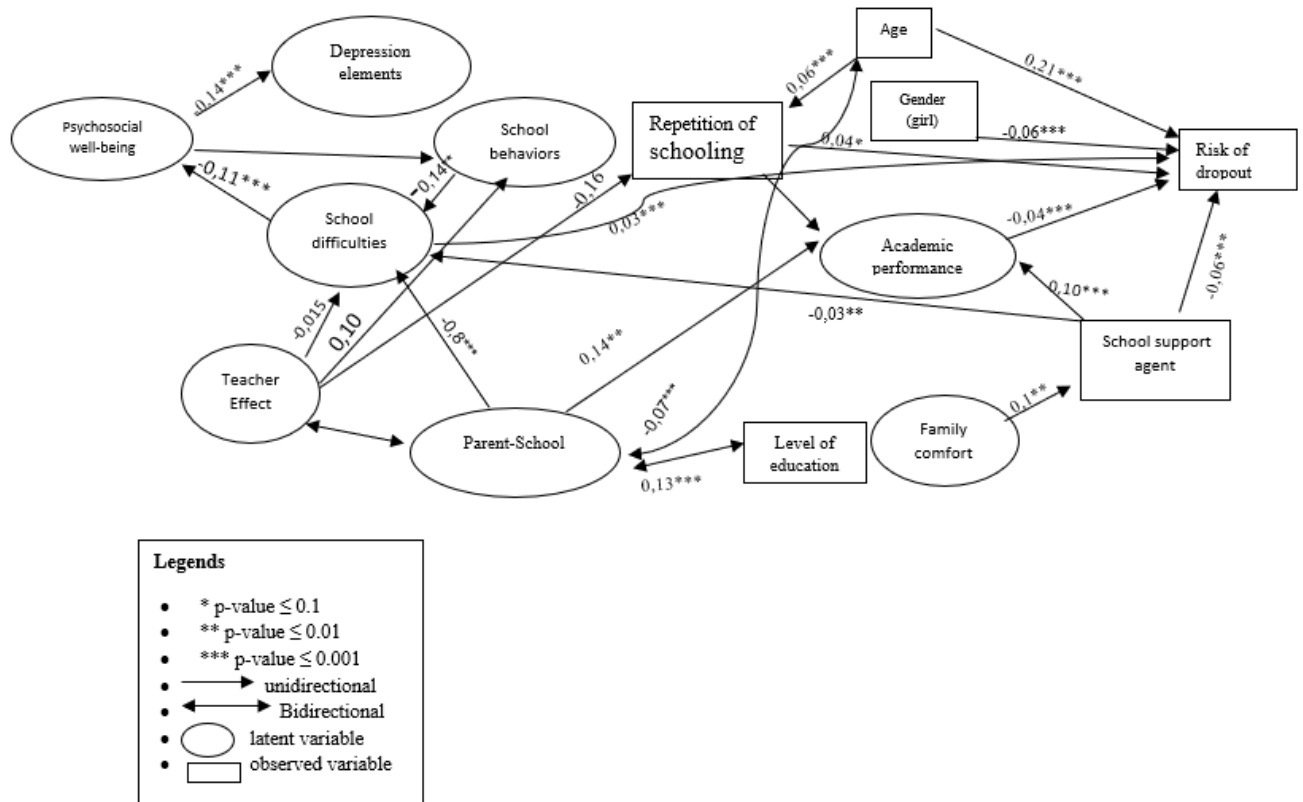 Age
Depression
elements
0,06***
0,21***
-0,14***
Gender
(girl)
Psychosocial
well-being
School
behaviors
Repetition of
schooling
-0,06***
0,04*
Risk of
dropout
-0,11***
-0,14**
-0,16
School
difficulties
0,03***
-0,04***
Academic
performance
-0,06***
0,10***
-0,03**
-0,015
0,10
-0,8***
0,14**
School support
agent
Teacher
Effect
-0,07***
0,1**
Parent-School
Level of
education
Family
comfort
0,13***
Legends
• * p-value ≤ 0.1
• ** p-value ≤ 0.01
• *** p-value ≤ 0.001
• unidirectional
• Bidirectional
• latent variable
• observed variable